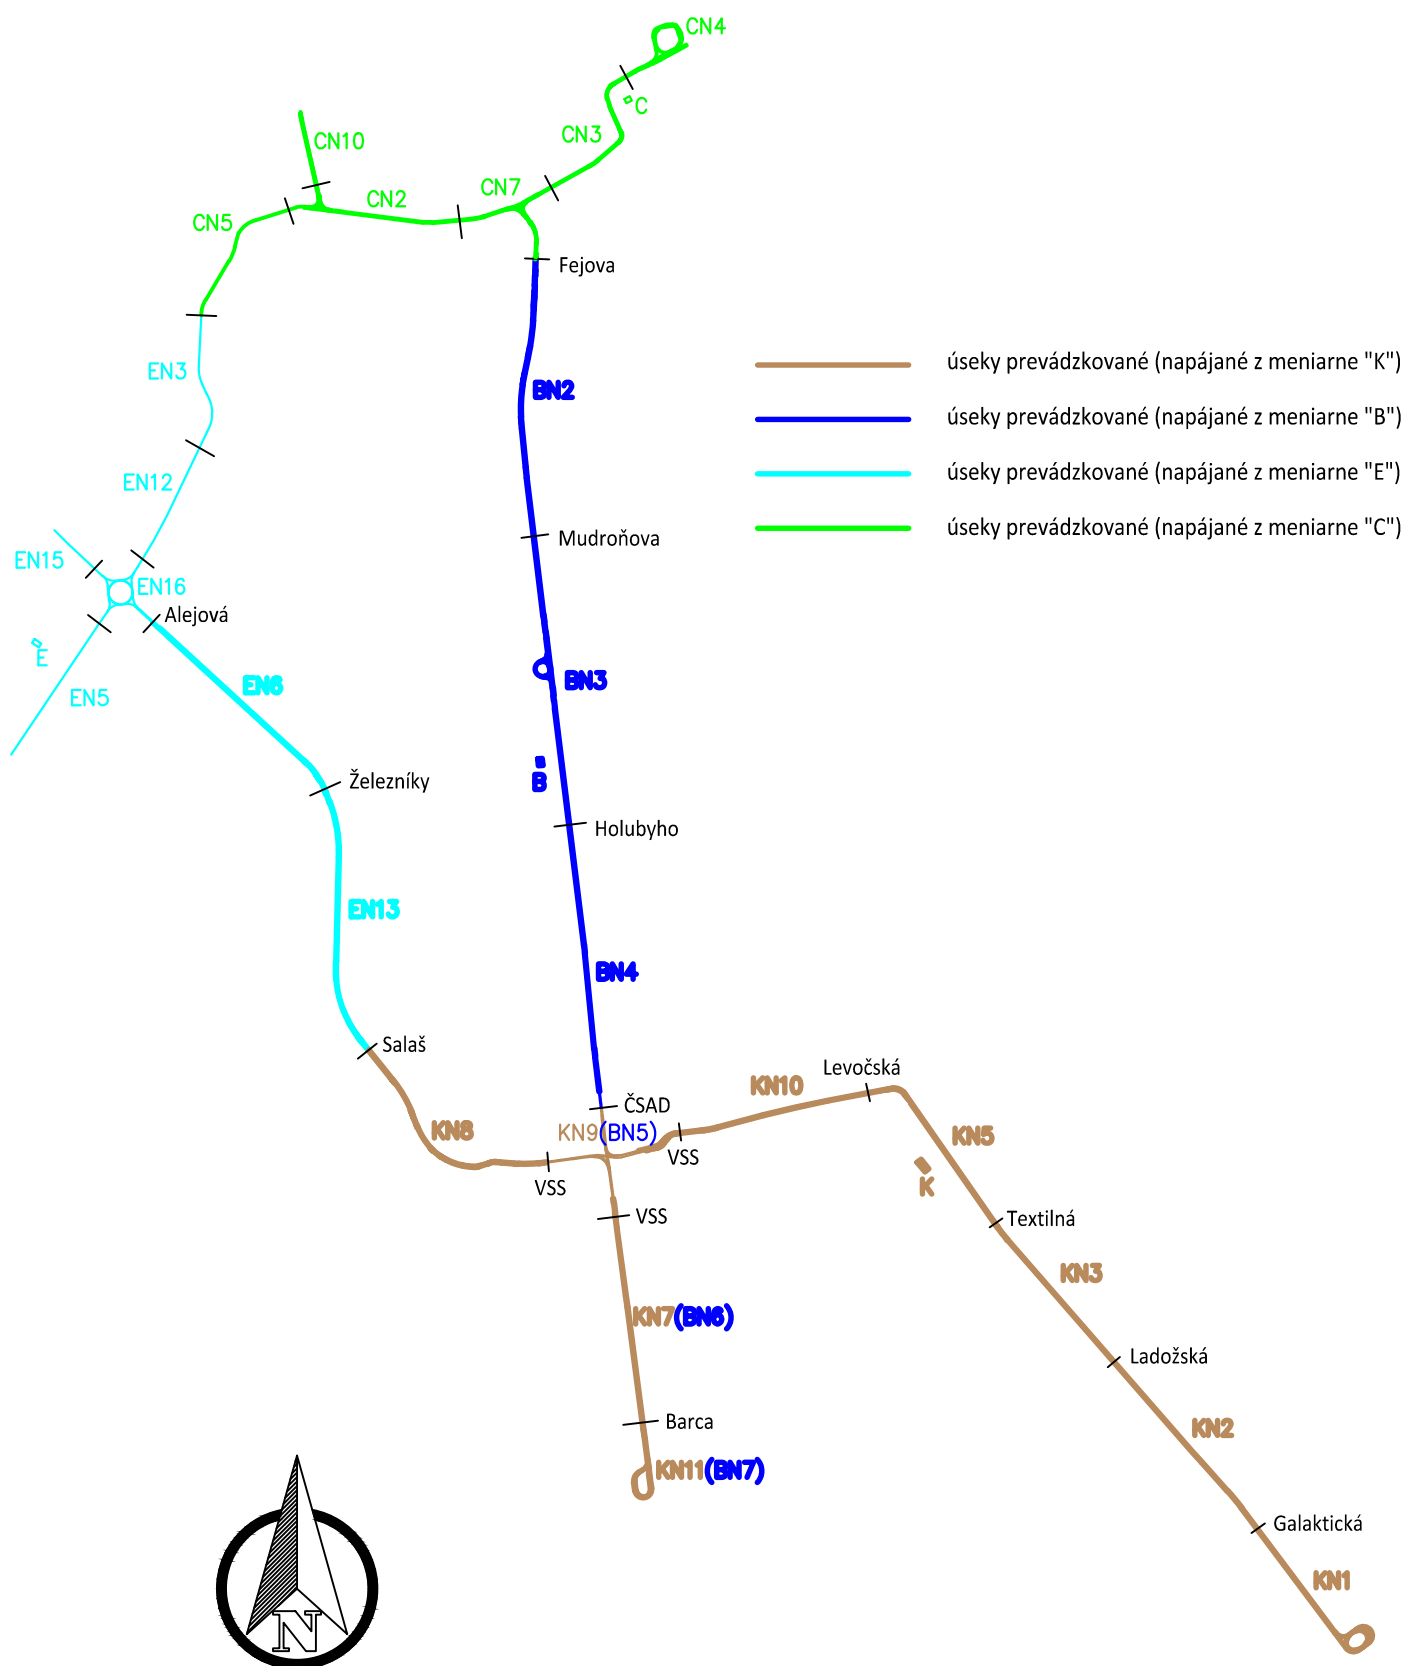 CN4
C
CN3
CN10
CN7
CN2
CN5
Fejova
úseky prevádzkované (napájané z meniarne "K")
EN3
BN2
úseky prevádzkované (napájané z meniarne "B")
úseky prevádzkované (napájané z meniarne "E")
EN12
úseky prevádzkované (napájané z meniarne "C")
Mudroňova
EN15
EN16
Alejová
E
EN5
EN6
BN3
Železníky
B
Holubyho
EN13
BN4
Salaš
Levočská
KN10
ČSAD
KN8
KN9(BN5)
KN5
VSS
VSS
K
VSS
Textilná
KN3
KN7(BN6)
Ladožská
Barca
KN2
KN11(BN7)
Galaktická
KN1
N